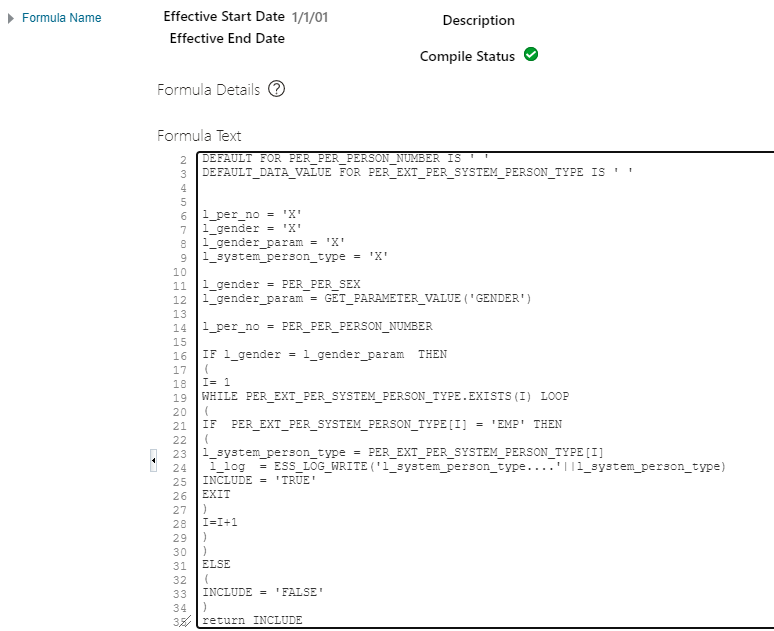 Formula Name
Effective Start Date 1/1/01
Description
Effective End Date
Compile Status
Formula Details ?
Formula Text
2 DEFAULT FOR PER_PER_PERSON_NUMBER IS ' '
3 DEFAULT_DATA_VALUE FOR PER_EXT_PER_SYSTEM_PERSON_TYPE IS ' '
4
5
6 l_per_no = 'X'
7 l_gender = 'X'
8 l_gender_param = 'X'
9 l_system_person_type = 'X'
10
11 l_gender = PER_PER_SEX
12 l_gender_param = GET_PARAMETER_VALUE('GENDER')
13
14 l_per_no = PER_PER_PERSON_NUMBER
15
16 IF l_gender = l_gender_param  THEN
17 (
18 I= 1
19 WHILE PER_EXT_PER_SYSTEM_PERSON_TYPE.EXISTS(I) LOOP
20 (
21 IF  PER_EXT_PER_SYSTEM_PERSON_TYPE[I] = 'EMP' THEN
22 (
23 l_system_person_type = PER_EXT_PER_SYSTEM_PERSON_TYPE[I]
24  l_log  = ESS_LOG_WRITE('l_system_person_type....'||l_system_person_type)
25 INCLUDE = 'TRUE'
26 EXIT
27 )
28 I=I+1
29 )
30 )
31 ELSE
32 (
33 INCLUDE = 'FALSE'
34 )
35 return INCLUDE